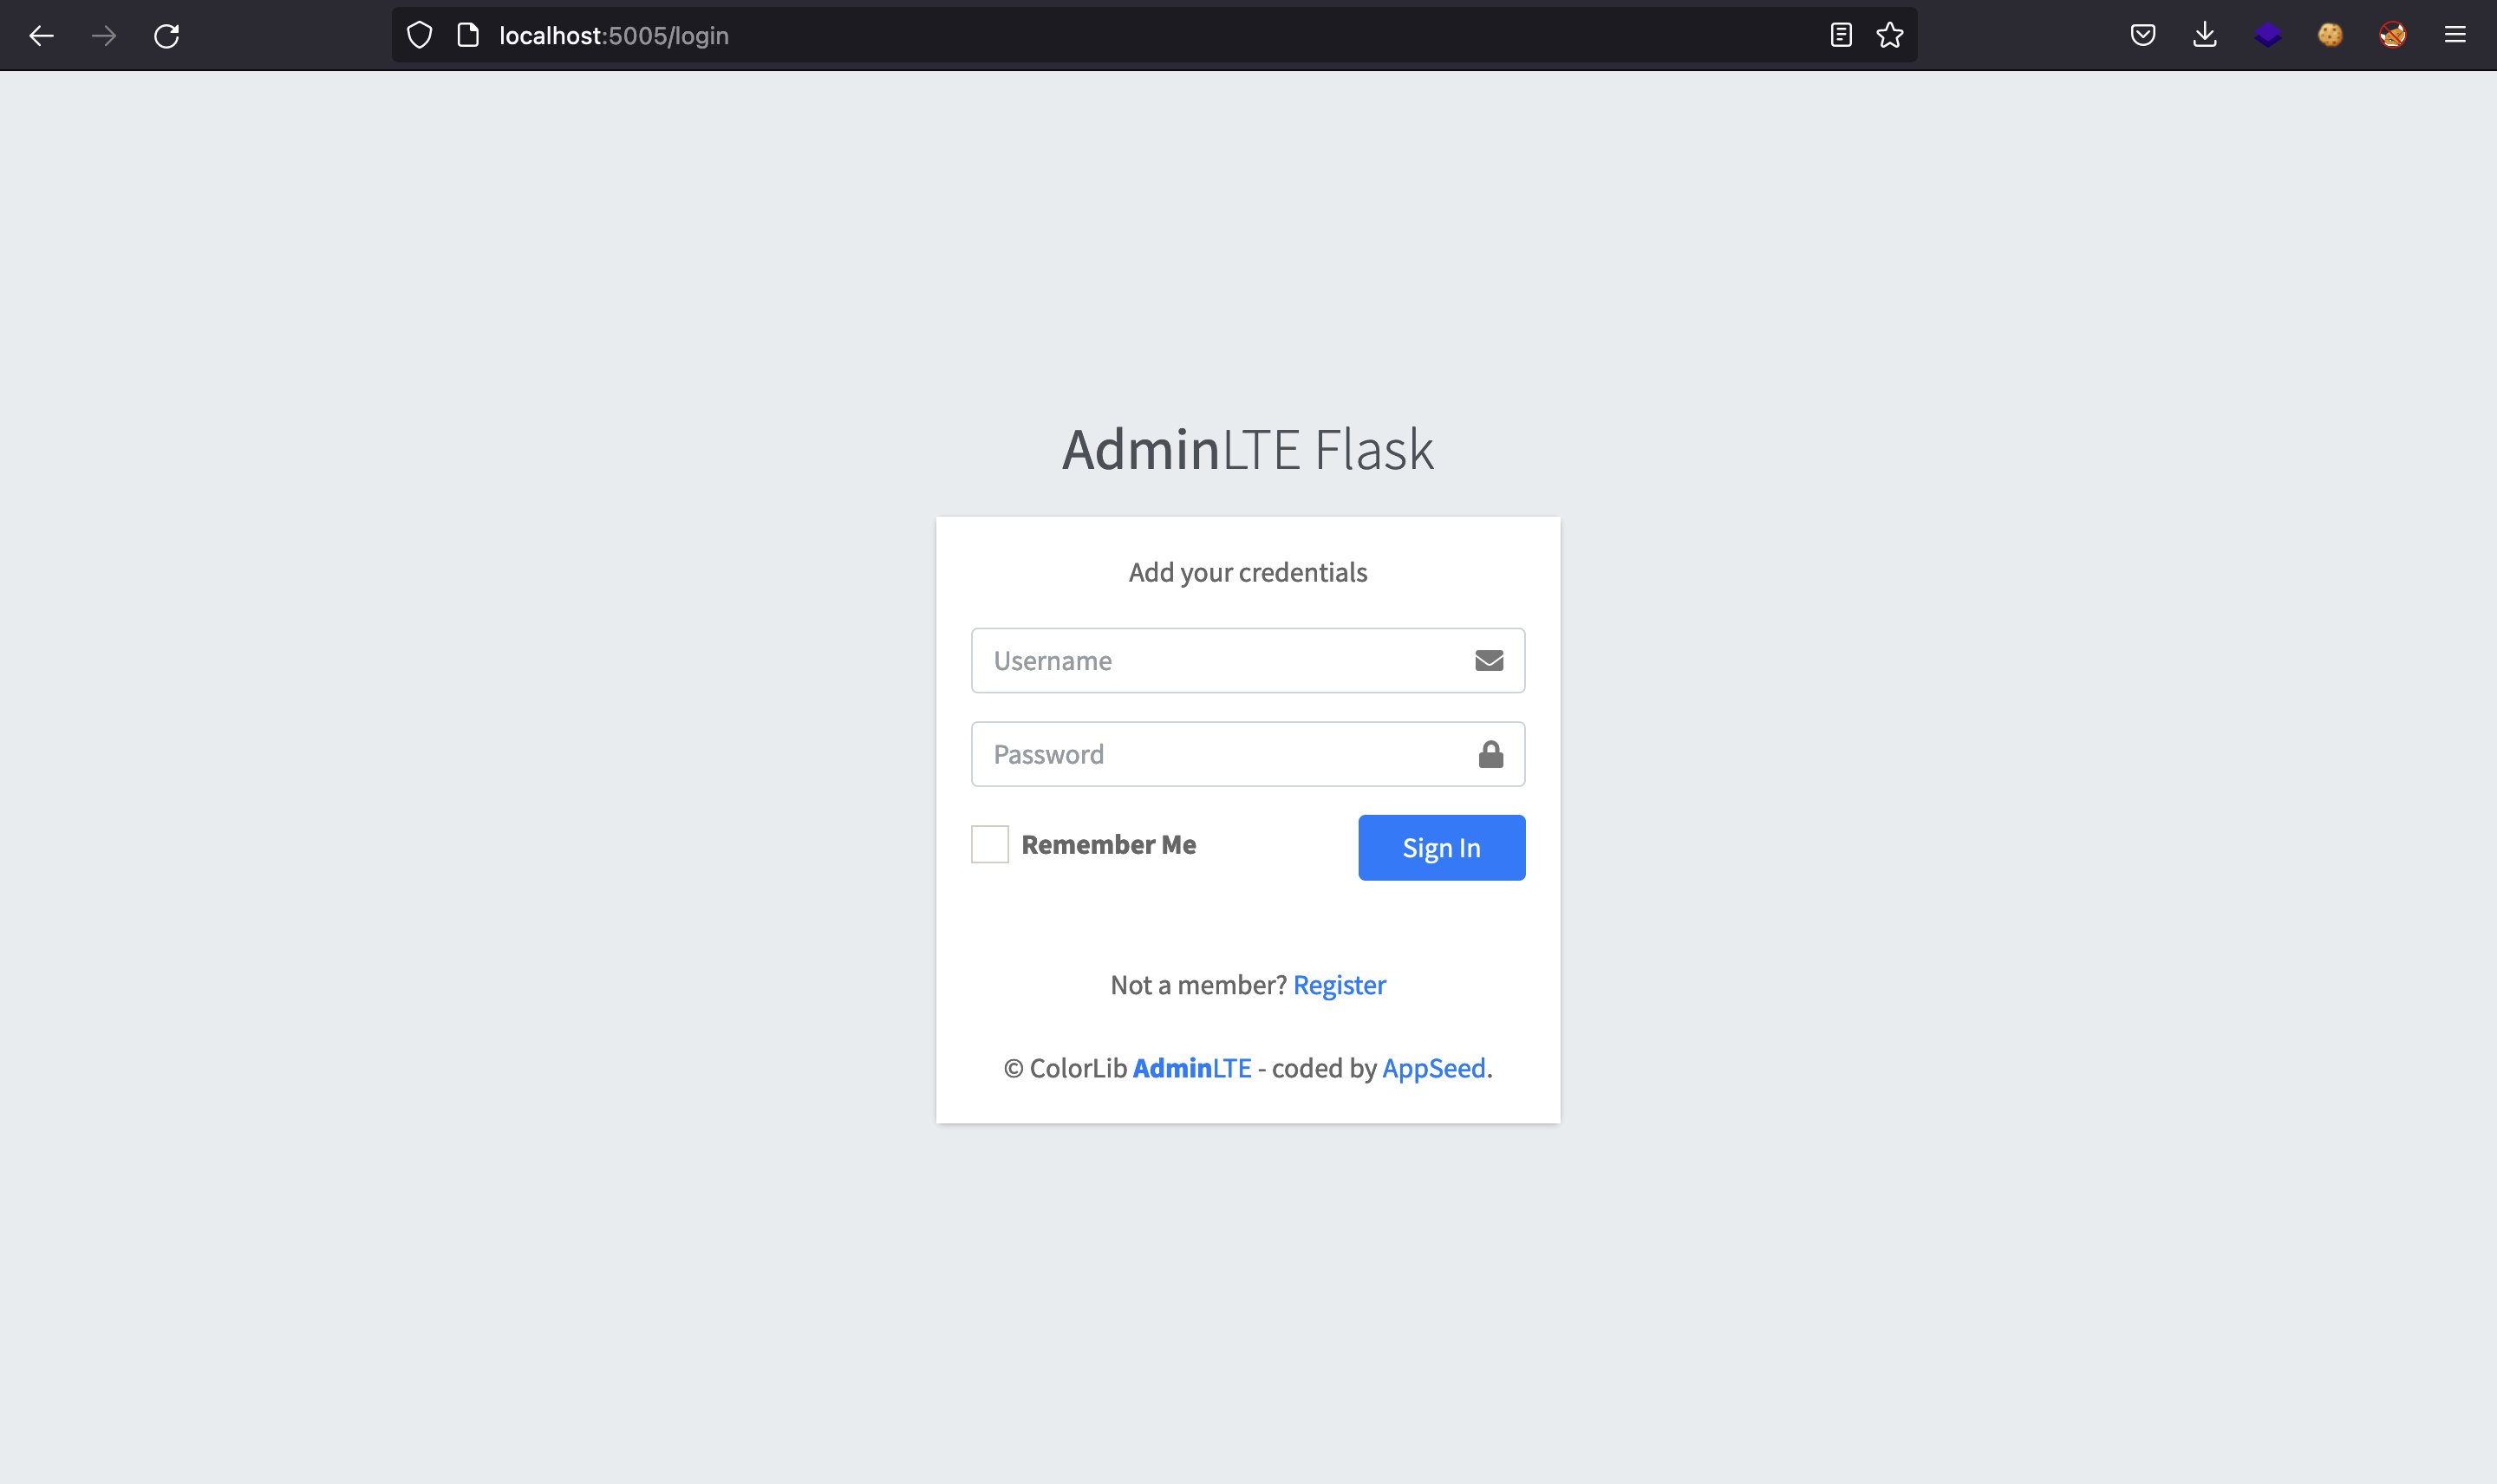 localhost:5005/login
AdminLTE Flask
Add your credentials
Username
Password
Remember Me
Sign In
Not a member? Register
© ColorLib AdminLTE - coded by AppSeed.